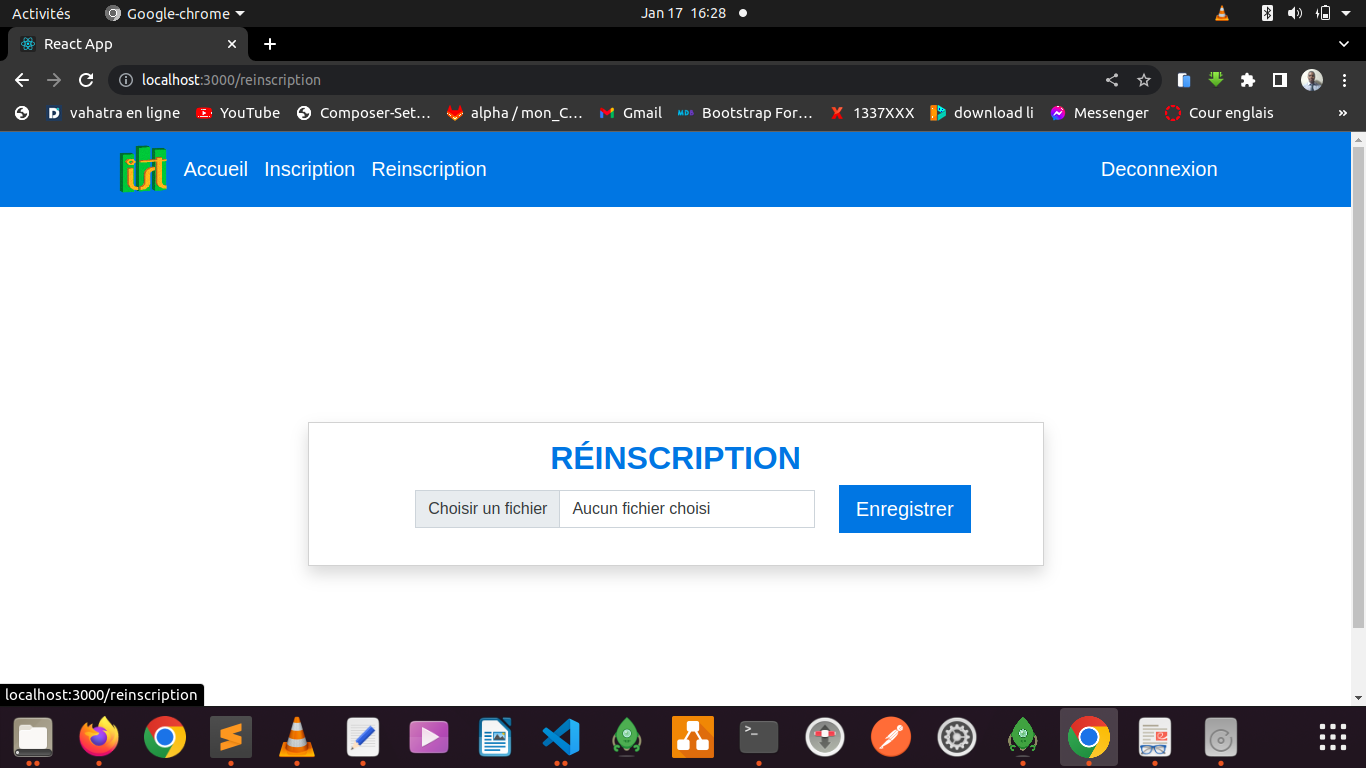 Activités Google-chrome Jan 17 16:28
React App
localhost:3000/reinscription
vahatra en ligne YouTube Composer-Set… alpha / mon_C… Gmail Bootstrap For… 1337XXX download li Messenger Cour englais »
ist Accueil Inscription Reinscription Deconnexion
RÉINSCRIPTION
Choisir un fichier Aucun fichier choisi Enregistrer
localhost:3000/reinscription